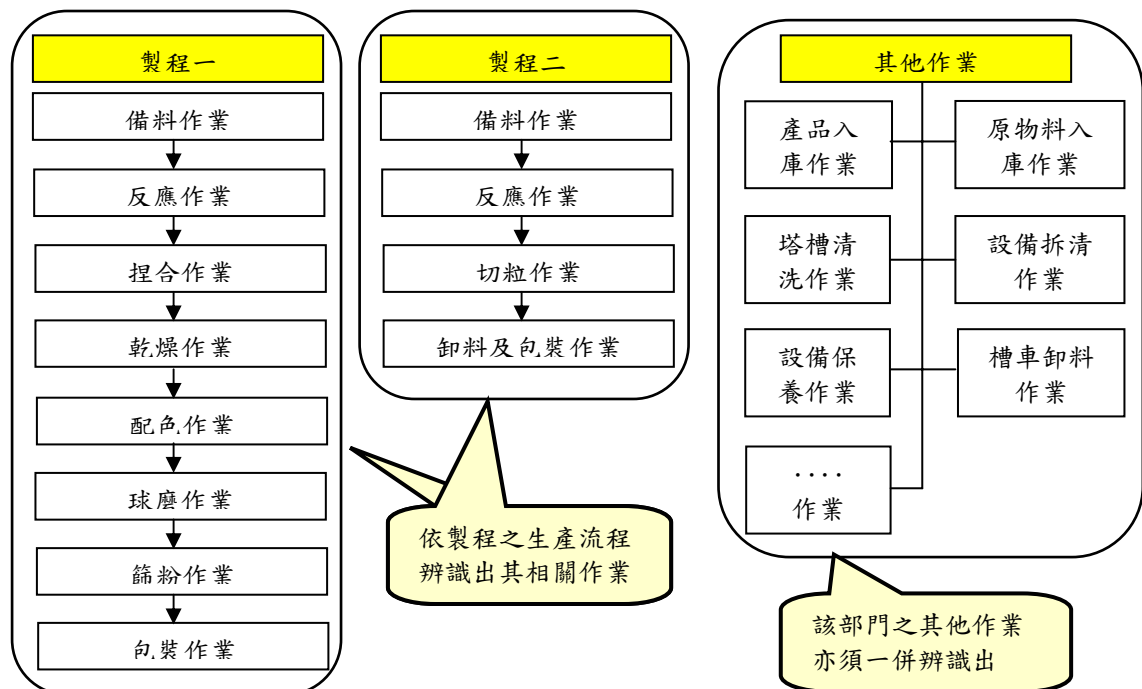 製程一
備料作業
反應作業
捏合作業
乾燥作業
配色作業
球磨作業
篩粉作業
包裝作業
製程二
備料作業
反應作業
切粒作業
卸料及包裝作業
依製程之生產流程
辨識出其相關作業
其他作業
產品入
庫作業
原物料入
庫作業
塔槽清
洗作業
設備拆清
作業
設備保
養作業
槽車卸料
作業
....
作業
該部門之其他作業
亦須一併辨識出